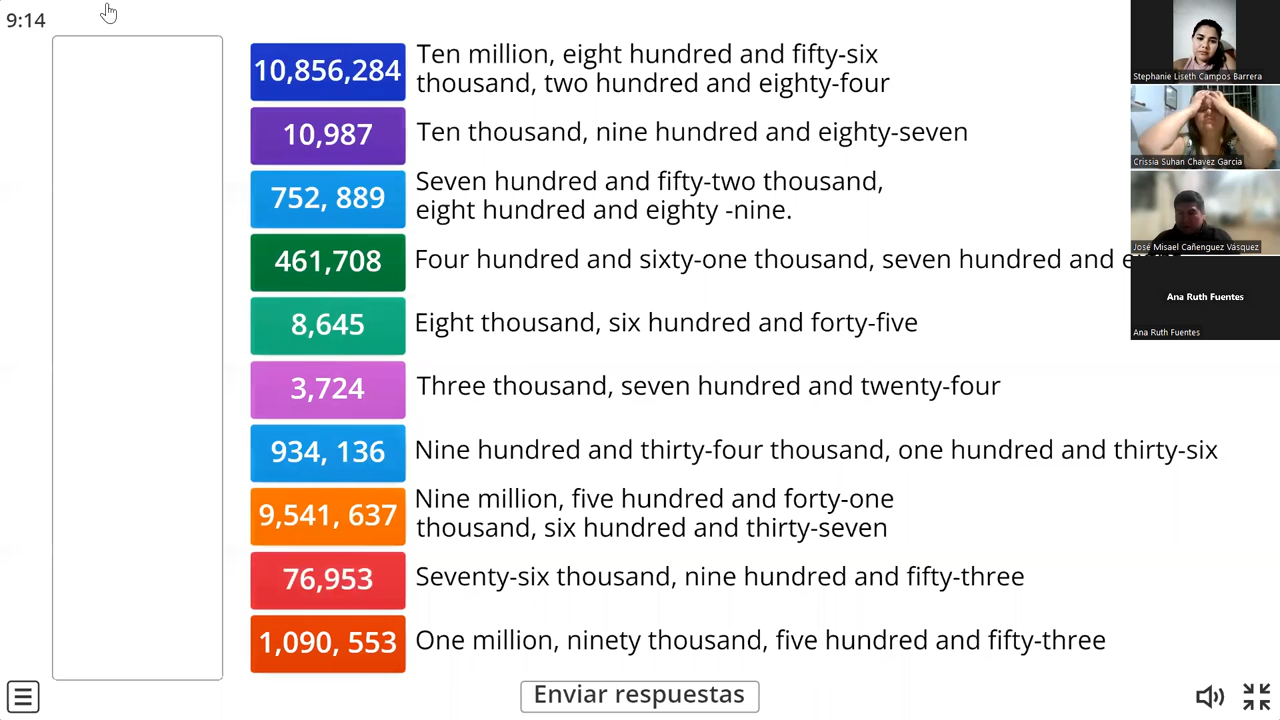 9:14
10,856,284
Ten million, eight hundred and fifty-six
thousand, two hundred and eighty-four
10,987
Ten thousand, nine hundred and eighty-seven
752, 889
Seven hundred and fifty-two thousand,
eight hundred and eighty -nine.
461,708
Four hundred and sixty-one thousand, seven hundred and
8,645
Eight thousand, six hundred and forty-five
3,724
Three thousand, seven hundred and twenty-four
934, 136
Nine hundred and thirty-four thousand, one hundred and thirty-six
9,541, 637
Nine million, five hundred and forty-one
thousand, six hundred and thirty-seven
76,953
Seventy-six thousand, nine hundred and fifty-three
1,090, 553
One million, ninety thousand, five hundred and fifty-three
Enviar respuestas
Stephanie Liseth Campos Barrera
Crissia Suhan Chavez Garcia
José Misael Cañenguez Vásquez
Ana Ruth Fuentes
Ana Ruth Fuentes